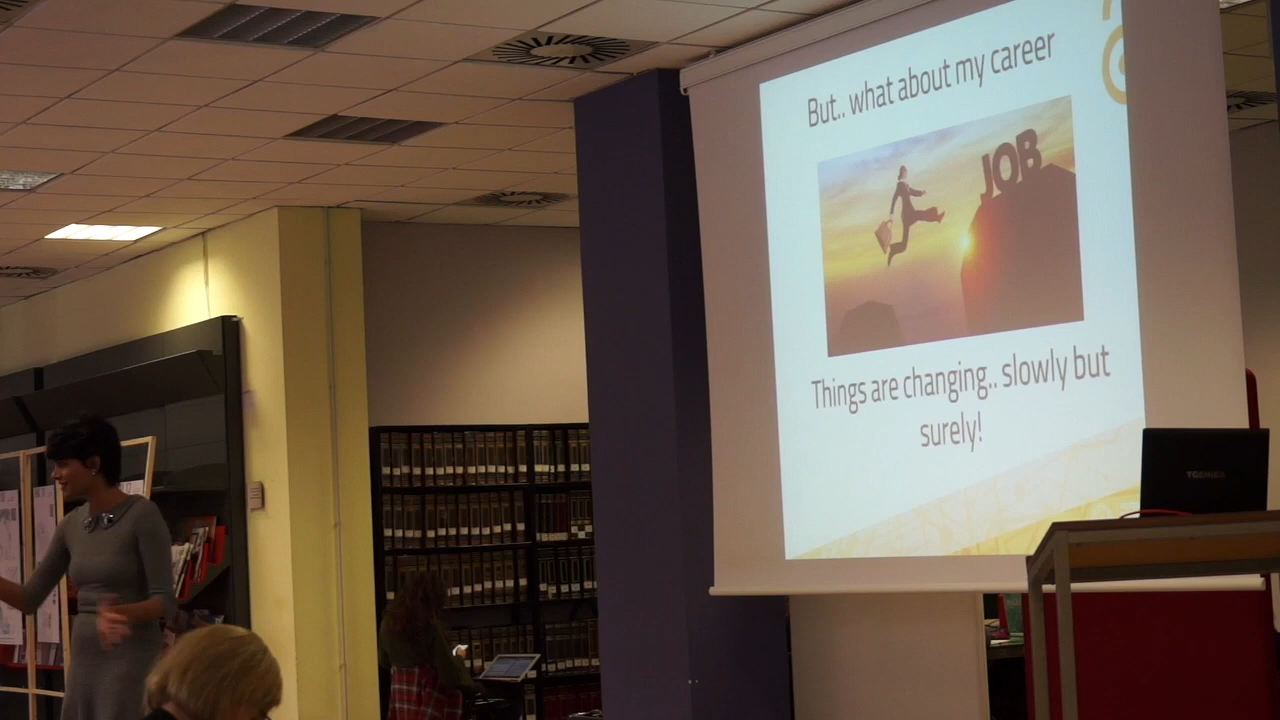 But.. what about my career
JOB
Things are changing.. slowly but
surely!
TOSHIBA